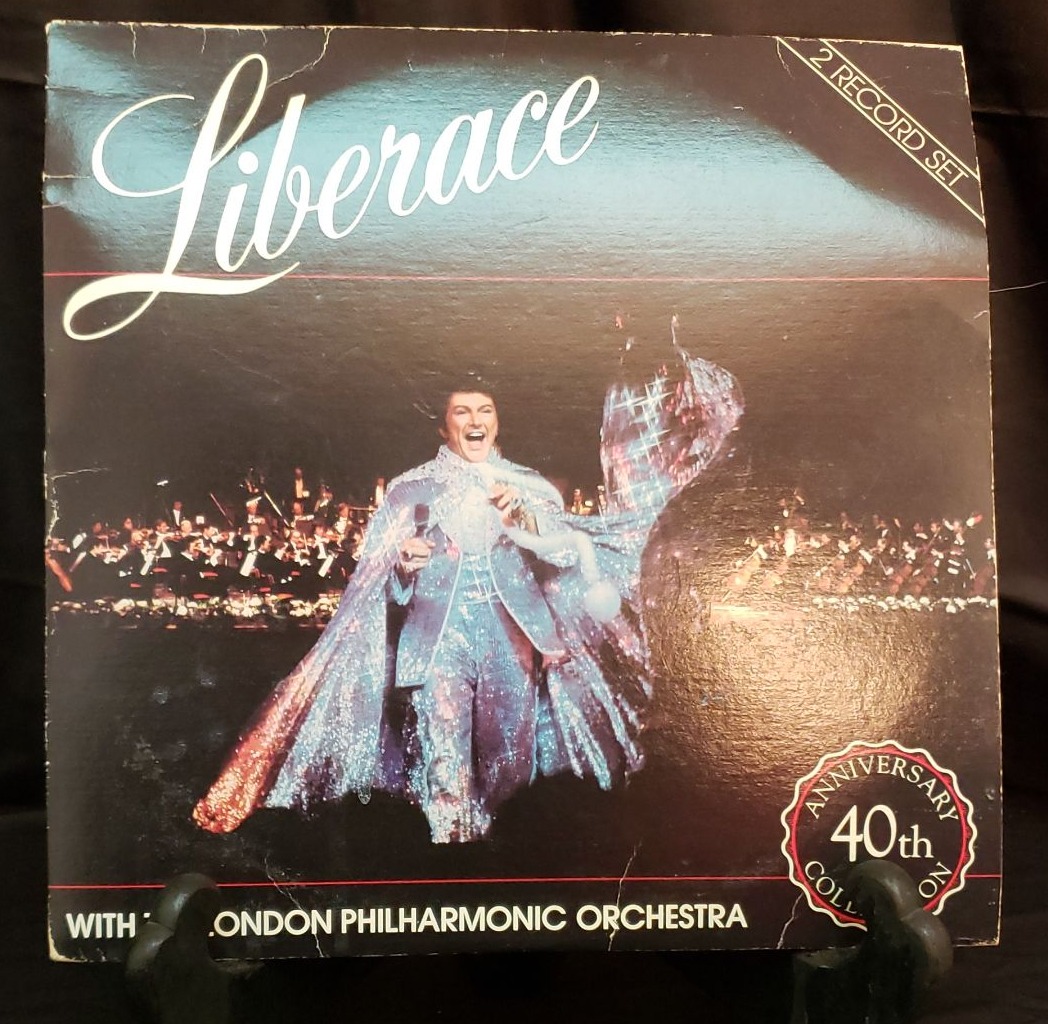 Liberace
2 RECORD SET
WITH LONDON PHILHARMONIC ORCHESTRA
ANNIVERSARY
40th